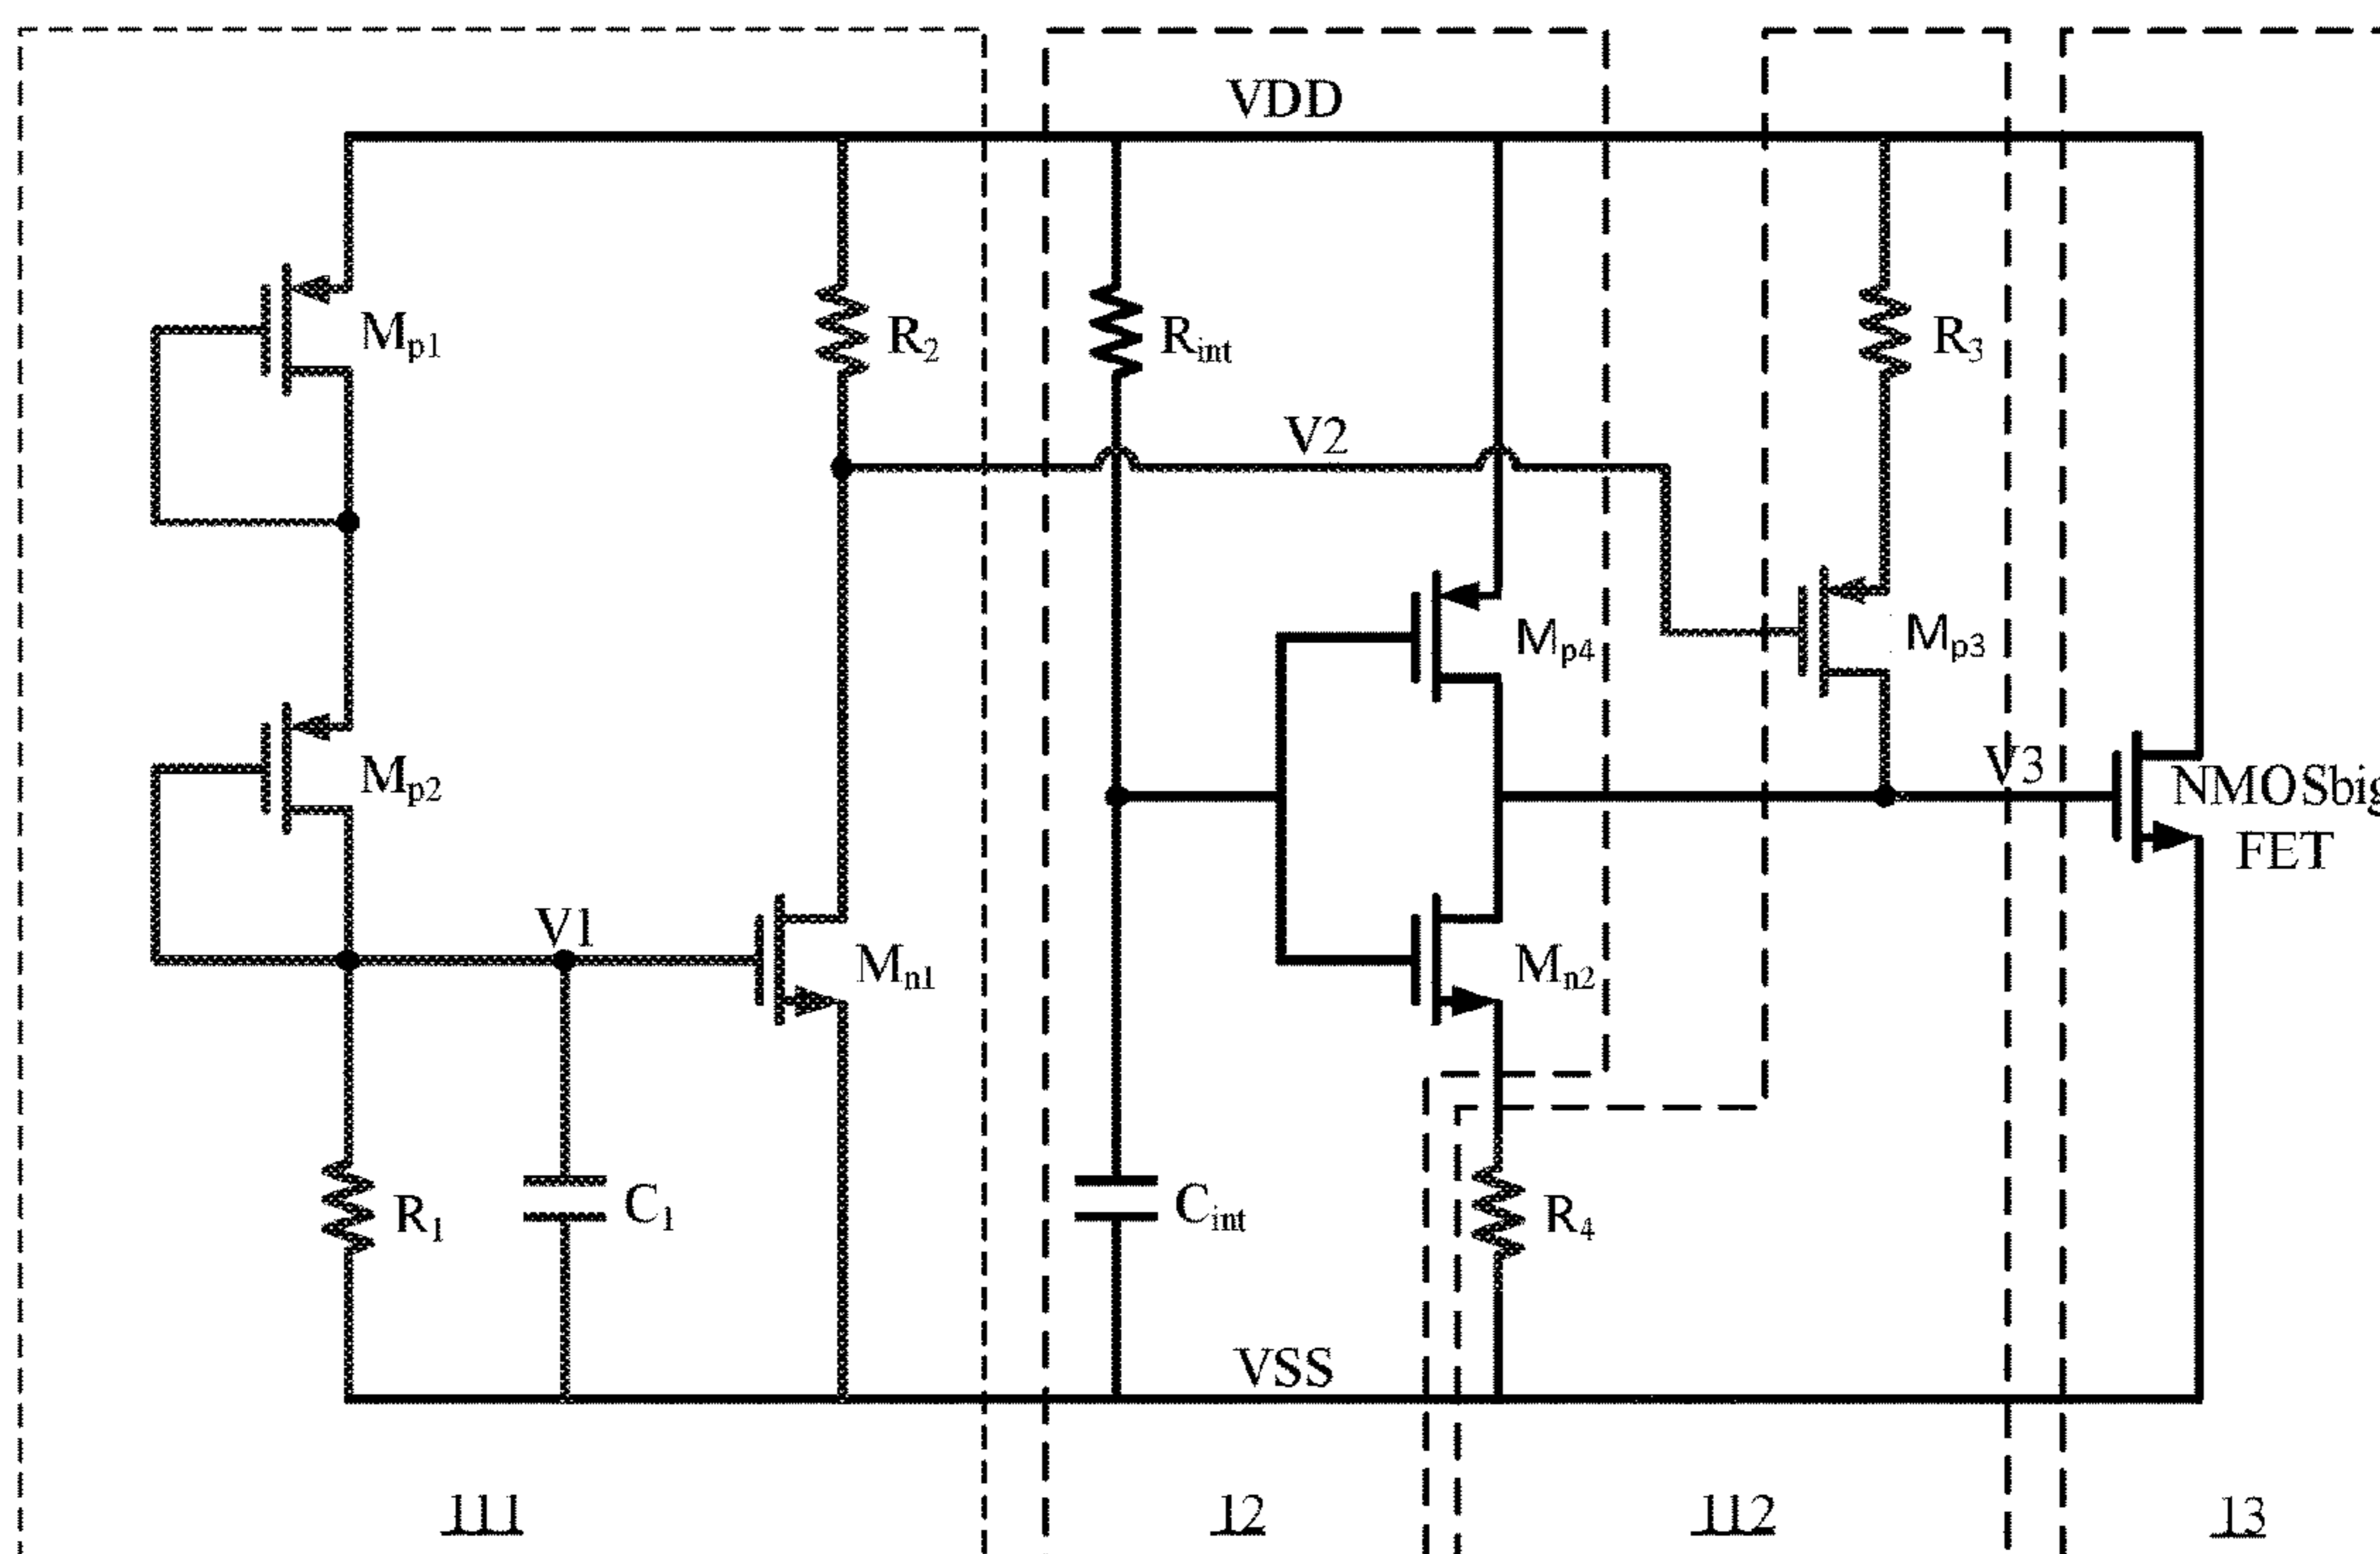 VDD
Mp1
R2
Rint
R3
V2
Mp4
Mp3
Mp2
V3
NMOSbig
FET
V1
Mn1
Mn2
R1
C1
Cint
R4
VSS
111
12
112
13